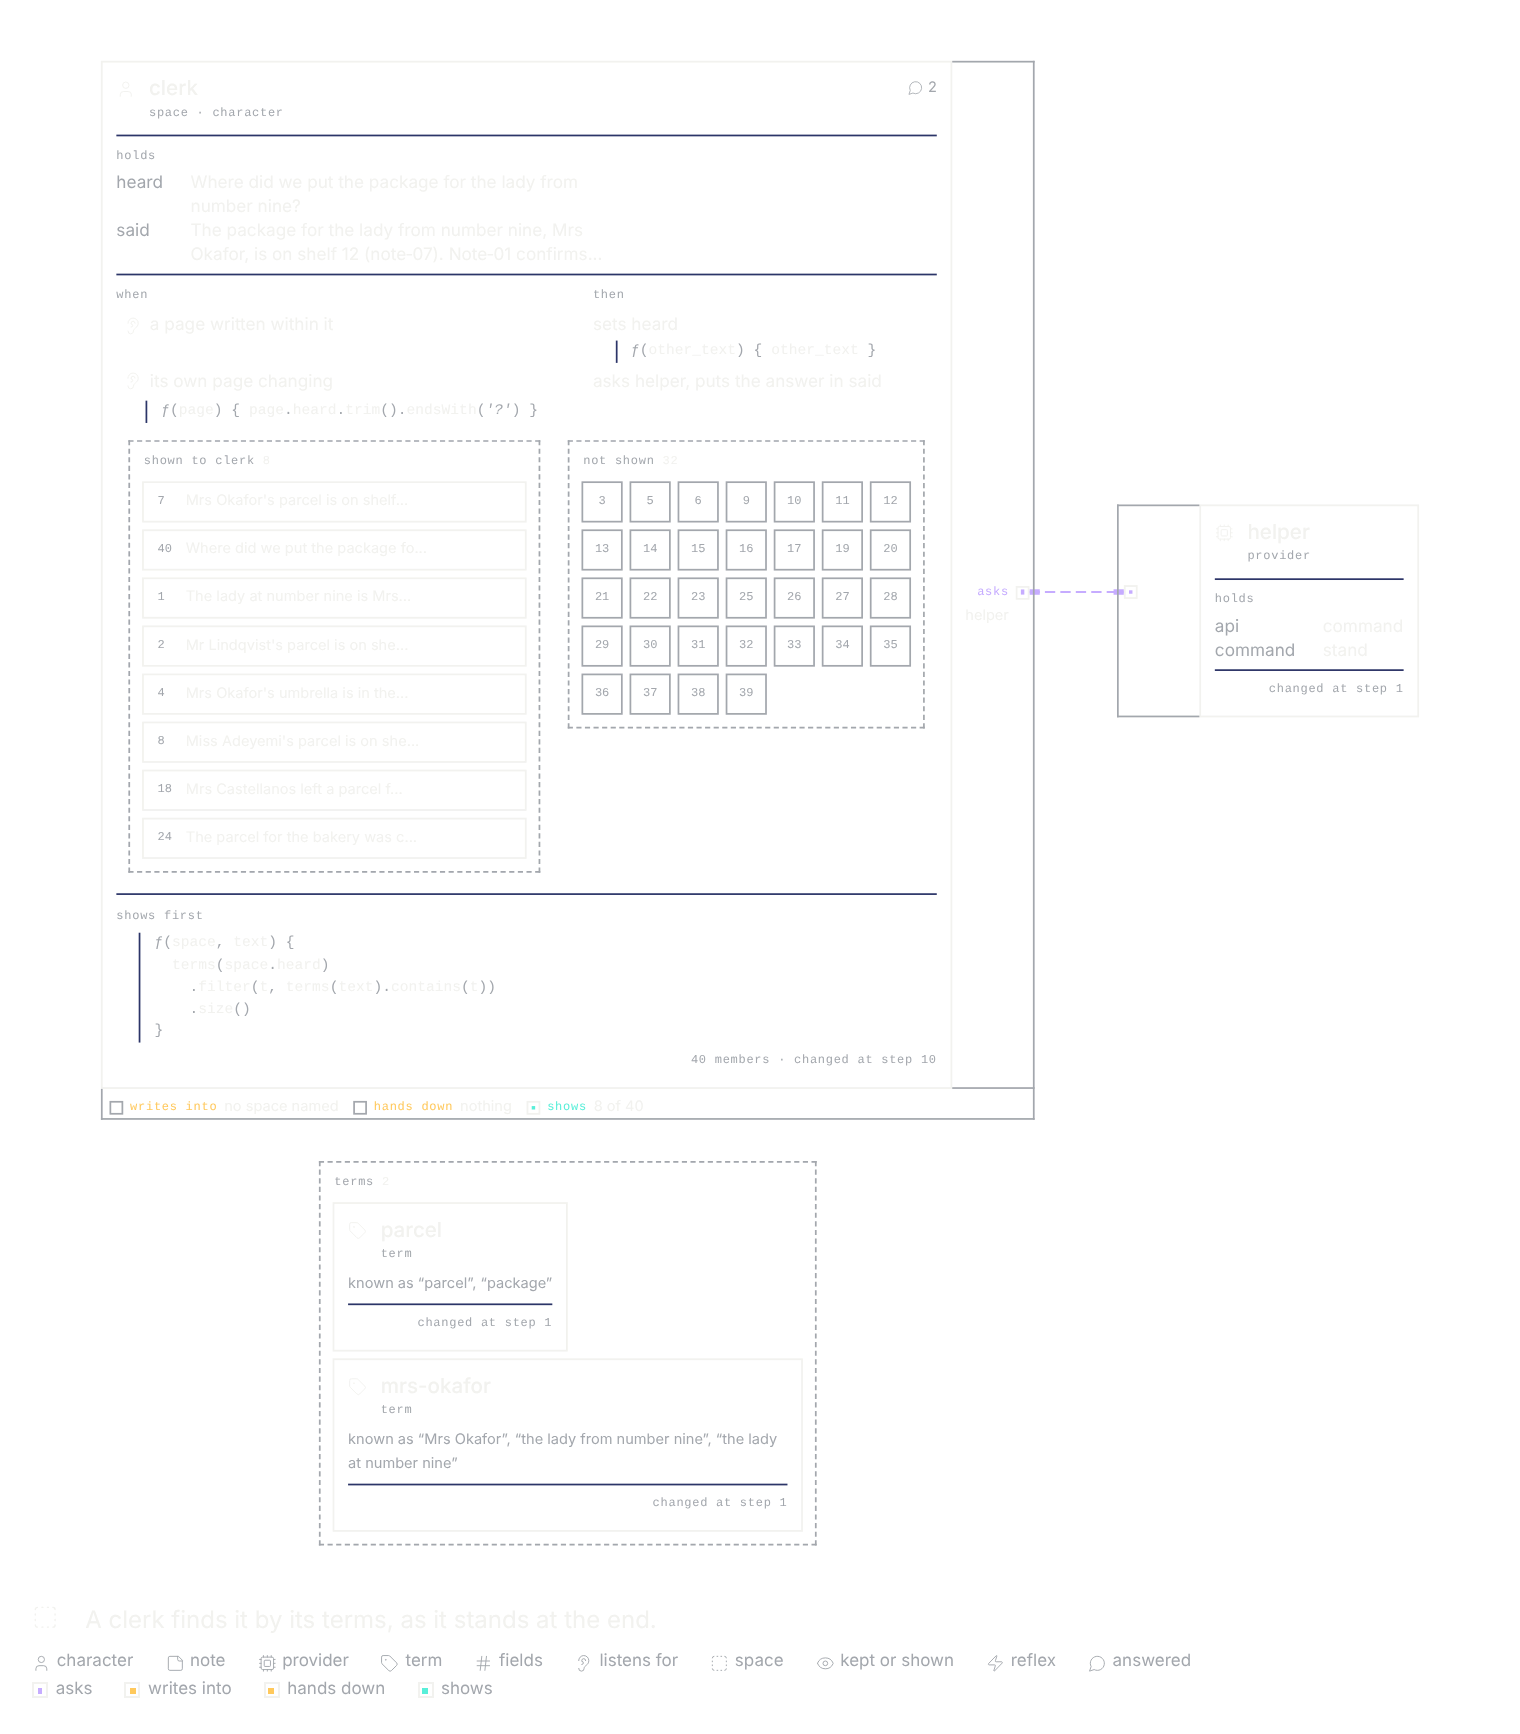 clerk
2
space · character
holds
heard Where did we put the package for the lady from
number nine?
said The package for the lady from number nine, Mrs
Okafor, is on shelf 12 (note-07). Note-01 confirms...
when then
a page written within it sets heard
ƒ(other_text) { other_text }
its own page changing asks helper, puts the answer in said
ƒ(page) { page.heard.trim().endsWith('?') }
shown to clerk 8
7 Mrs Okafor's parcel is on shelf...
40 Where did we put the package fo...
1 The lady at number nine is Mrs...
2 Mr Lindqvist's parcel is on she...
4 Mrs Okafor's umbrella is in the...
8 Miss Adeyemi's parcel is on she...
18 Mrs Castellanos left a parcel f...
24 The parcel for the bakery was c...
not shown 32
3 5 6 9 10 11 12
13 14 15 16 17 19 20
21 22 23 25 26 27 28
29 30 31 32 33 34 35
36 37 38 39
shows first
ƒ(space, text) {
terms(space.heard)
.filter(t, terms(text).contains(t))
.size()
}
40 members · changed at step 10
writes into no space named hands down nothing shows 8 of 40
asks
helper
helper
provider
holds
api command
command stand
changed at step 1
terms 2
parcel
term
known as “parcel”, “package”
changed at step 1
mrs-okafor
term
known as “Mrs Okafor”, “the lady from number nine”, “the lady
at number nine”
changed at step 1
A clerk finds it by its terms, as it stands at the end.
character note provider term fields listens for space kept or shown reflex answered
asks writes into hands down shows